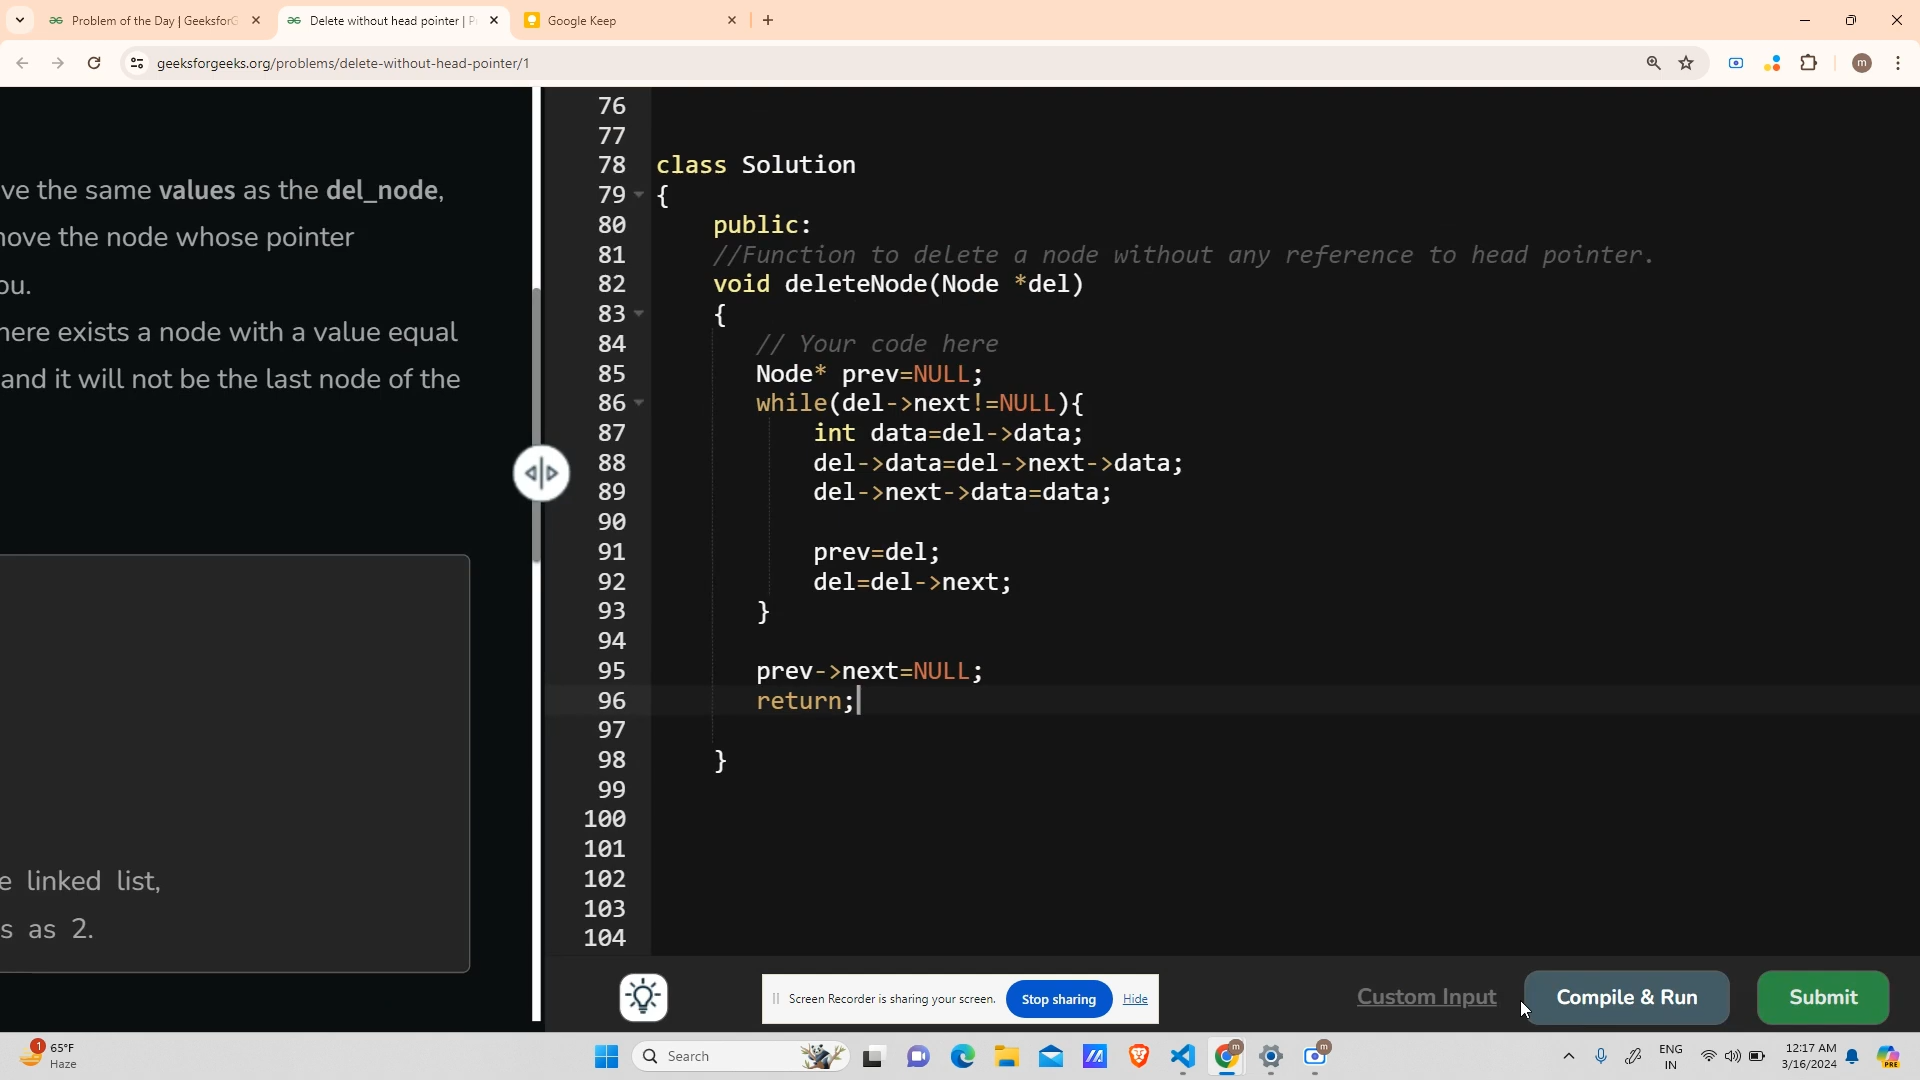 Problem of the Day | GeeksforG
Delete without head pointer | P
Google Keep
geeksforgeeks.org/problems/delete-without-head-pointer/1
m
ve the same values as the del_node,
nove the node whose pointer
ou.
here exists a node with a value equal
and it will not be the last node of the
e linked list,
s as 2.
76
77
78 class Solution
79 {
80 public:
81 //Function to delete a node without any reference to head pointer.
82 void deleteNode(Node *del)
83 {
84 // Your code here
85 Node* prev=NULL;
86 while(del->next!=NULL){
87 int data=del->data;
88 del->data=del->next->data;
89 del->next->data=data;
90
91 prev=del;
92 del=del->next;
93 }
94
95 prev->next=NULL;
96 return;
97
98 }
99
100
101
102
103
104
Screen Recorder is sharing your screen. Stop sharing Hide
Custom Input Compile & Run Submit
1
65°F
Haze
Search
m
m
ENG
IN
12:17 AM
3/16/2024
PRE